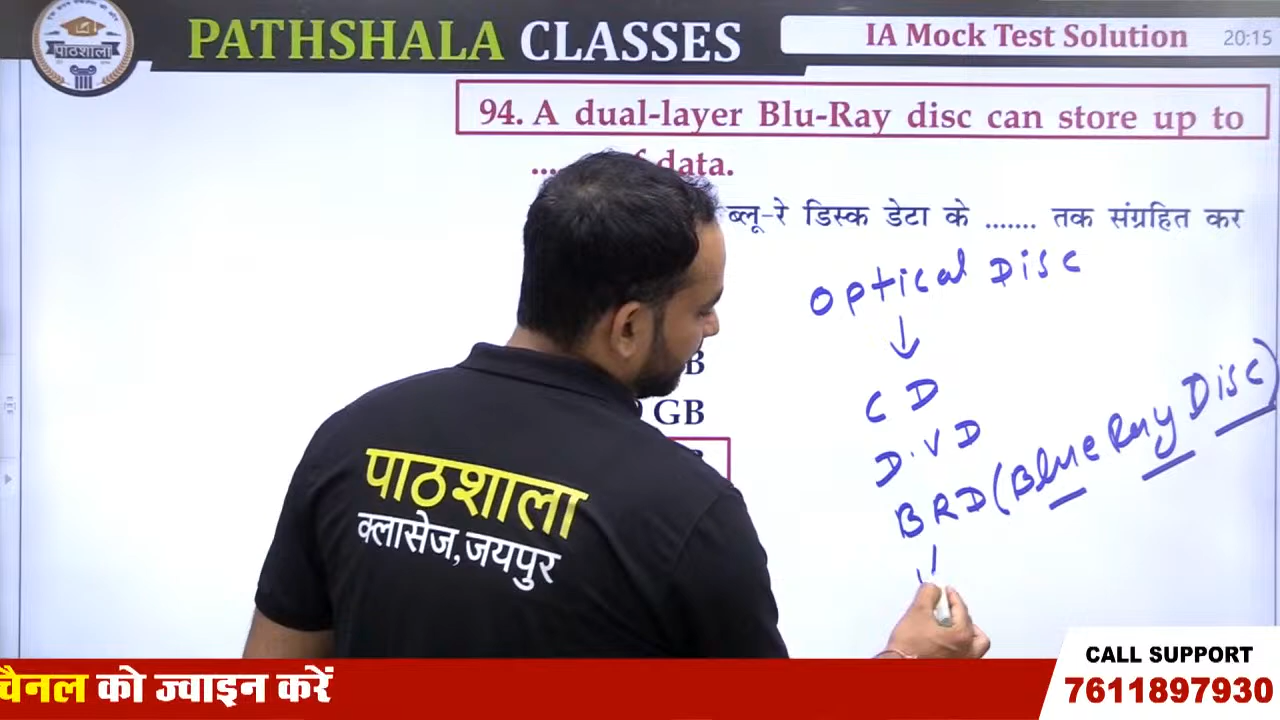 पाठशाला
PATHSHALA CLASSES
IA Mock Test Solution 20:15
94. A dual-layer Blu-Ray disc can store up to
data.
ब्लू-रे डिस्क डेटा के ....... तक संग्रहित कर
Optical Disc
B
GB
CD
D.V D
BRD (Blue Ray Disc)
पाठशाला
क्लासेज,जयपुर
चैनल को ज्वाइन करें
CALL SUPPORT
7611897930